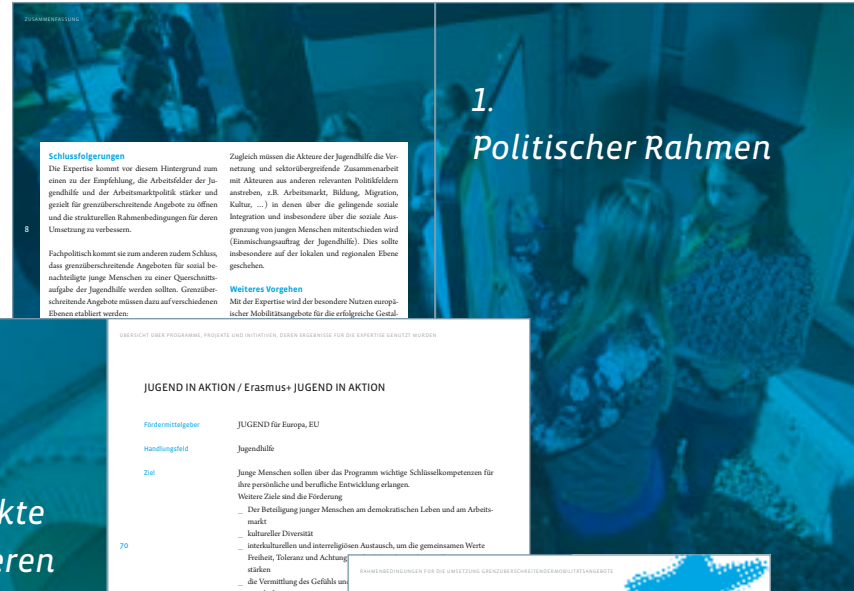 ZUSAMMENFASSUNG
Schlussfolgerungen
Die Expertise kommt vor diesem Hintergrund zum
einen zu der Empfehlung, die Arbeitsfelder der Ju-
gendhilfe und der Arbeitsmarktpolitik stärker und
gezielt für grenzüberschreitende Angebote zu öffnen
und die strukturellen Rahmenbedingungen für deren
Umsetzung zu verbessern.
8
Fachpolitisch kommt sie zum anderen zudem Schluss,
dass grenzüberschreitende Angeboten für sozial be-
nachteiligte junge Menschen zu einer Querschnitts-
aufgabe der Jugendhilfe werden sollten. Grenzüber-
schreitende Angebote müssen dazu auf verschiedenen
Ebenen etabliert werden:
Zugleich müssen die Akteure der Jugendhilfe die Ver-
netzung und sektorübergreifende Zusammenarbeit
mit Akteuren aus anderen relevanten Politikfeldern
anstreben, z.B. Arbeitsmarkt, Bildung, Migration,
Kultur, …) in denen über die gelingende soziale
Integration und insbesondere über die soziale Aus-
grenzung von jungen Menschen mitentschieden wird
(Einmischungsauftrag der Jugendhilfe). Dies sollte
insbesondere auf der lokalen und regionalen Ebene
geschehen.
Weiteres Vorgehen
Mit der Expertise wird der besondere Nutzen europä-
ischer Mobilitätsangebote für die erfolgreiche Gestal-
1.
Politischer Rahmen
kte
eren
ÜBERSICHT ÜBER PROGRAMME, PROJEKTE UND INITIATIVEN, DEREN ERGEBNISSE FÜR DIE EXPERTISE GENUTZT WURDEN
JUGEND IN AKTION / Erasmus+ JUGEND IN AKTION
Fördermittelgeber JUGEND für Europa, EU
Handlungsfeld Jugendhilfe
Ziel Junge Menschen sollen über das Programm wichtige Schlüsselkompetenzen für
ihre persönliche und berufliche Entwicklung erlangen.
Weitere Ziele sind die Förderung
_ Der Beteiligung junger Menschen am demokratischen Leben und am Arbeits-
markt
_ kultureller Diversität
_ interkulturellen und interreligiösen Austausch, um die gemeinsamen Werte
Freiheit, Toleranz und Achtung
stärken
_ die Vermittlung des Gefühls und
70
RAHMENBEDINGUNGEN FÜR DIE UMSETZUNG GRENZÜBERSCHREITENDERMOBILITÄTSANGEBOTE